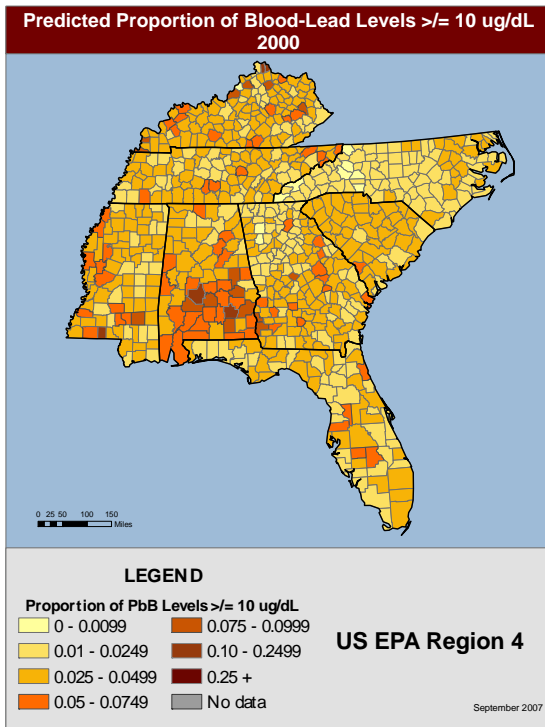 Predicted Proportion of Blood-Lead Levels >/= 10 ug/dL
2000
0 25 50 100 150
Miles
LEGEND
Proportion of PbB Levels >/= 10 ug/dL
0 - 0.0099
0.01 - 0.0249
0.025 - 0.0499
0.05 - 0.0749
0.075 - 0.0999
0.10 - 0.2499
0.25 +
No data
US EPA Region 4
September 2007